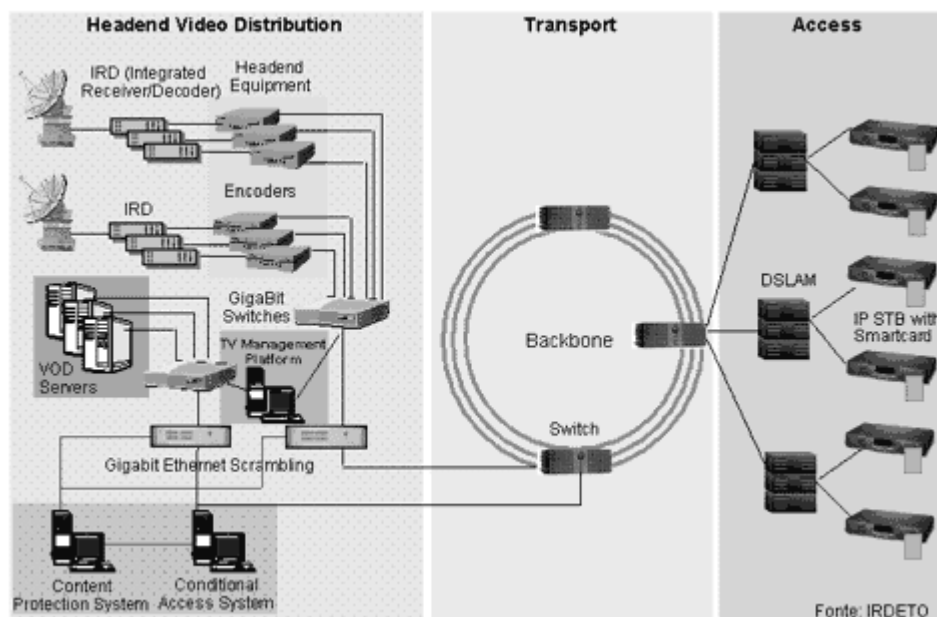 Headend Video Distribution
Transport
Access
IRD (Integrated
Receiver/Decoder)
Headend
Equipment
Encoders
IRD
GigaBit
Switches
VOD
Servers
TV Management
Platform
Gigabit Ethernet Scrambling
Content
Protection System
Conditional
Access System
Backbone
Switch
DSLAM
IP STB with
Smartcard
Fonte: IRDETO